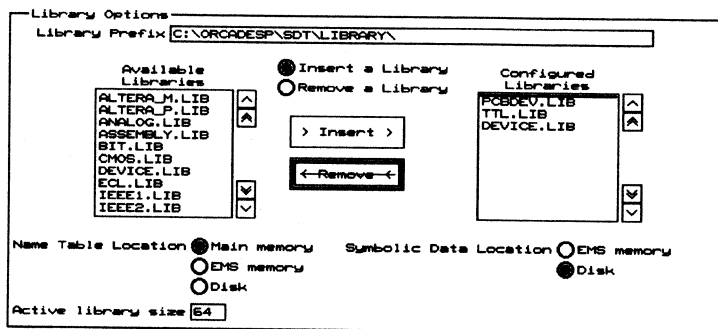 Library Options
Library Prefix C:\ORCADESP\SDT\LIBRARY\
Available Libraries
ALTERA_M.LIB
ALTERA_P.LIB
ANALOG.LIB
ASSEMBLY.LIB
BIT.LIB
CMOS.LIB
DEVICE.LIB
ECL.LIB
IEEE1.LIB
IEEE2.LIB
Insert a Library
Remove a Library
> Insert >
←Remove←
Configured Libraries
PCBDEV.LIB
TTL.LIB
DEVICE.LIB
Name Table Location Main memory
EMS memory
Disk
Symbolic Data Location EMS memory
Disk
Active library size 64